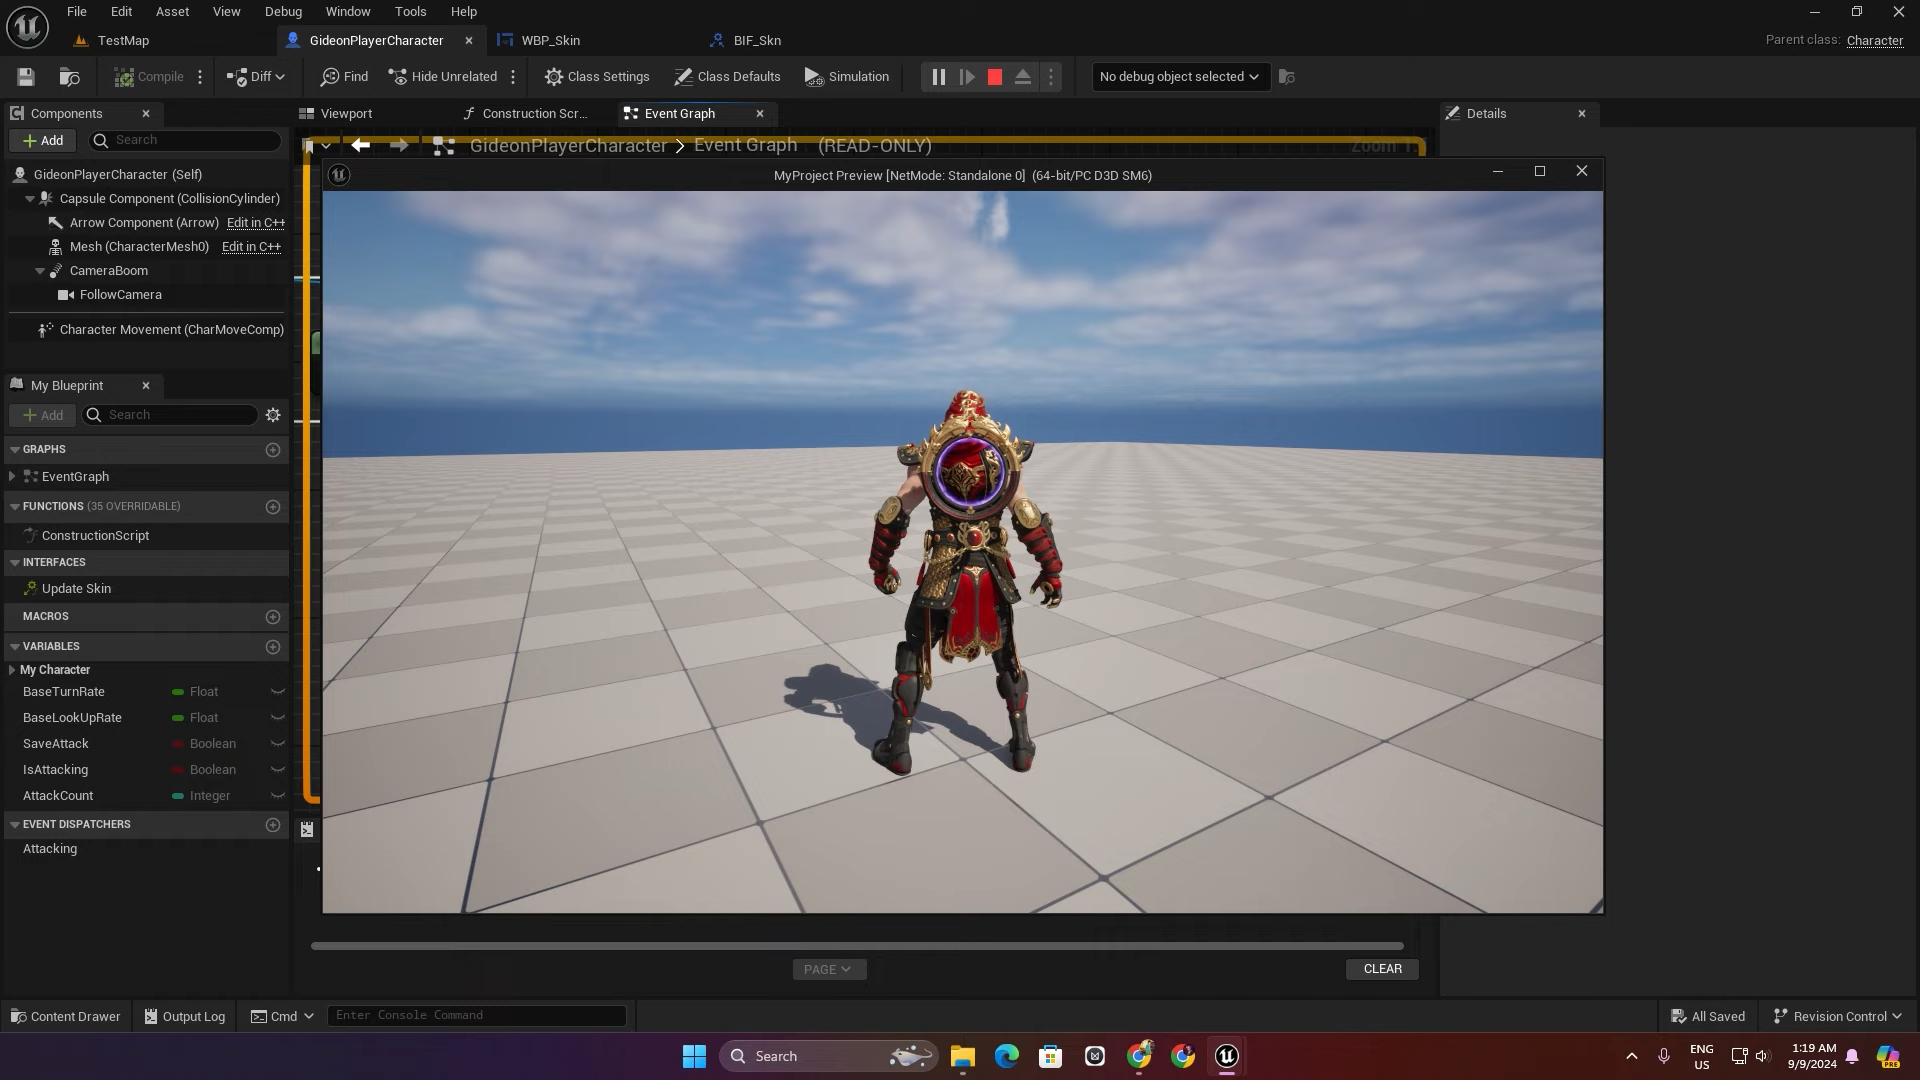 File Edit Asset View Debug Window Tools Help
TestMap GideonPlayerCharacter WBP_Skin BIF_Skn Parent class: Character
Compile Diff Find Hide Unrelated Class Settings Class Defaults Simulation No debug object selected
Components Viewport Construction Scr... Event Graph Details
Add Search
GideonPlayerCharacter > Event Graph (READ-ONLY) Zoom 1:
GideonPlayerCharacter (Self)
MyProject Preview [NetMode: Standalone 0] (64-bit/PC D3D SM6)
Capsule Component (CollisionCylinder)
Arrow Component (Arrow) Edit in C++
Mesh (CharacterMesh0) Edit in C++
CameraBoom
FollowCamera
Character Movement (CharMoveComp)
My Blueprint
Add Search
GRAPHS
EventGraph
FUNCTIONS (35 OVERRIDABLE)
ConstructionScript
INTERFACES
Update Skin
MACROS
VARIABLES
My Character
BaseTurnRate Float
BaseLookUpRate Float
SaveAttack Boolean
IsAttacking Boolean
AttackCount Integer
EVENT DISPATCHERS
Attacking
PAGE CLEAR
Content Drawer Output Log Cmd Enter Console Command All Saved Revision Control
Search
ENG
US
1:19 AM
9/9/2024
PRE